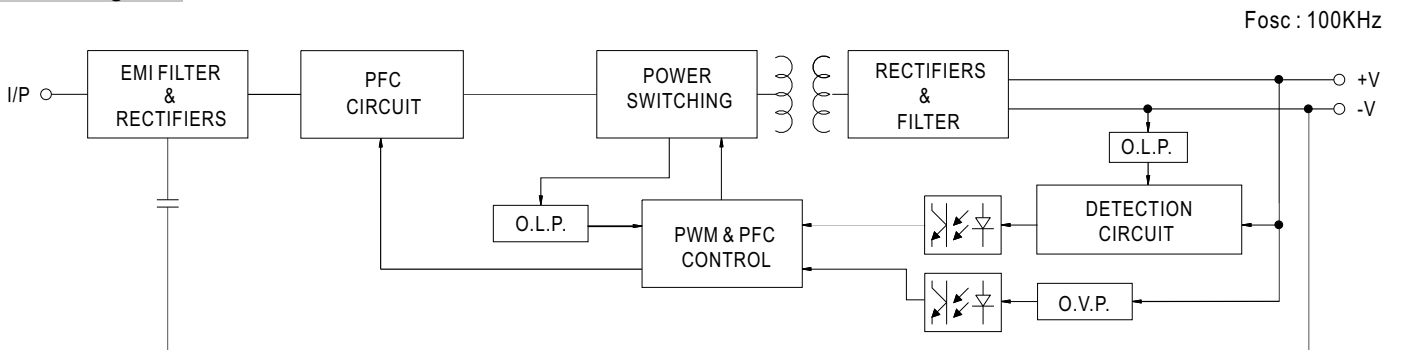 Fosc : 100KHz
I/P
EMI FILTER
&
RECTIFIERS
PFC
CIRCUIT
POWER
SWITCHING
RECTIFIERS
&
FILTER
+V
-V
O.L.P.
O.L.P.
PWM & PFC
CONTROL
DETECTION
CIRCUIT
O.V.P.